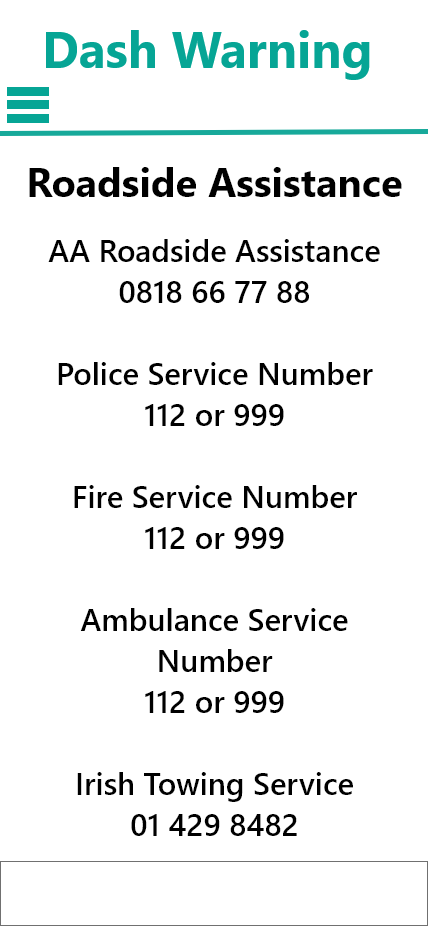 Dash Warning
Roadside Assistance
AA Roadside Assistance
0818 66 77 88
Police Service Number
112 or 999
Fire Service Number
112 or 999
Ambulance Service
Number
112 or 999
Irish Towing Service
01 429 8482